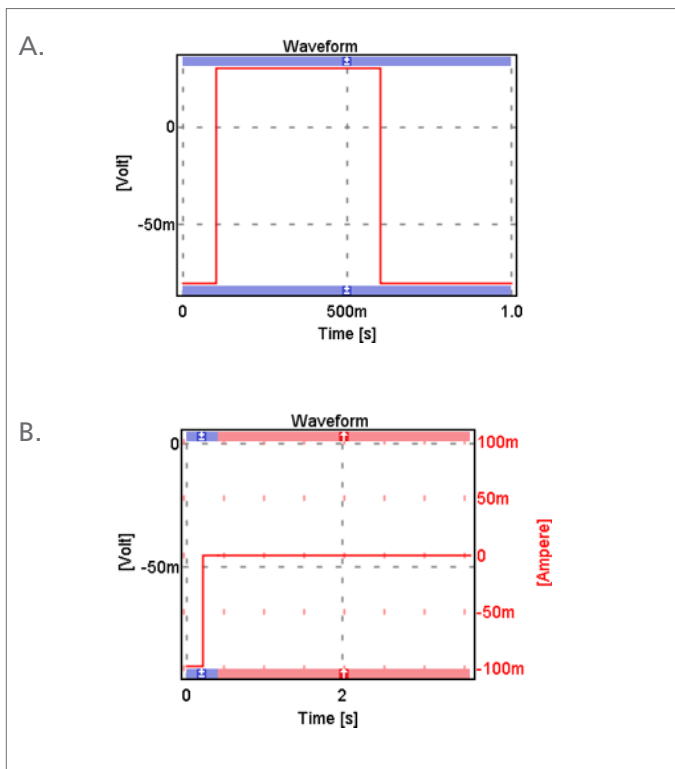 A.
Waveform
0
-50m
[Volt]
0 500m 1.0
Time [s]
B.
Waveform
0
-50m
[Volt]
100m
50m
0
-50m
-100m
[Ampere]
0 2
Time [s]